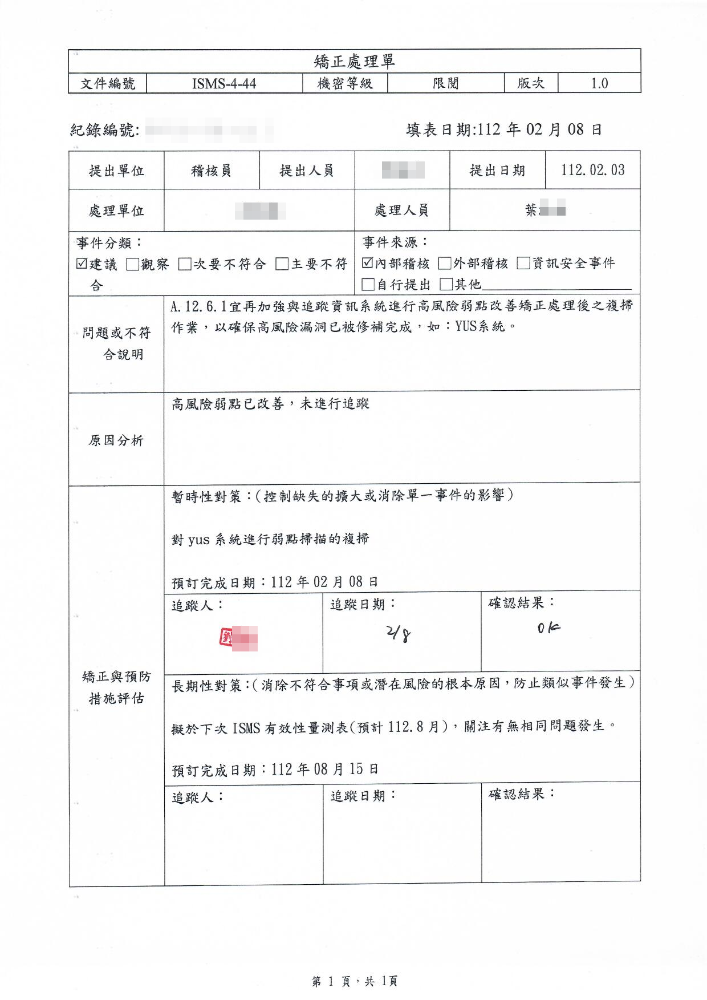 矯正處理單
文件編號 ISMS-4-44 機密等級 限閱 版次 1.0
紀錄編號: 填表日期:112 年 02 月 08 日
提出單位 稽核員 提出人員 提出日期 112.02.03
處理單位 處理人員 葉
事件分類：
☑建議 □觀察 □次要不符合 □主要不符
合
事件來源：
☑內部稽核 □外部稽核 □資訊安全事件
□自行提出 □其他
問題或不符
合說明
A.12.6.1宜再加強與追蹤資訊系統進行高風險弱點改善矯正處理後之複掃
作業，以確保高風險漏洞已被修補完成，如：YUS系統。
原因分析
高風險弱點已改善，未進行追蹤
矯正與預防
措施評估
暫時性對策：(控制缺失的擴大或消除單一事件的影響)
對 yus 系統進行弱點掃描的複掃
預訂完成日期：112 年 02 月 08 日
追蹤人： 追蹤日期： 確認結果：
劉 2/8 OK
長期性對策：(消除不符合事項或潛在風險的根本原因，防止類似事件發生)
擬於下次 ISMS 有效性量測表(預計 112.8 月)，關注有無相同問題發生。
預訂完成日期：112 年 08 月 15 日
追蹤人： 追蹤日期： 確認結果：
第 1 頁，共 1頁